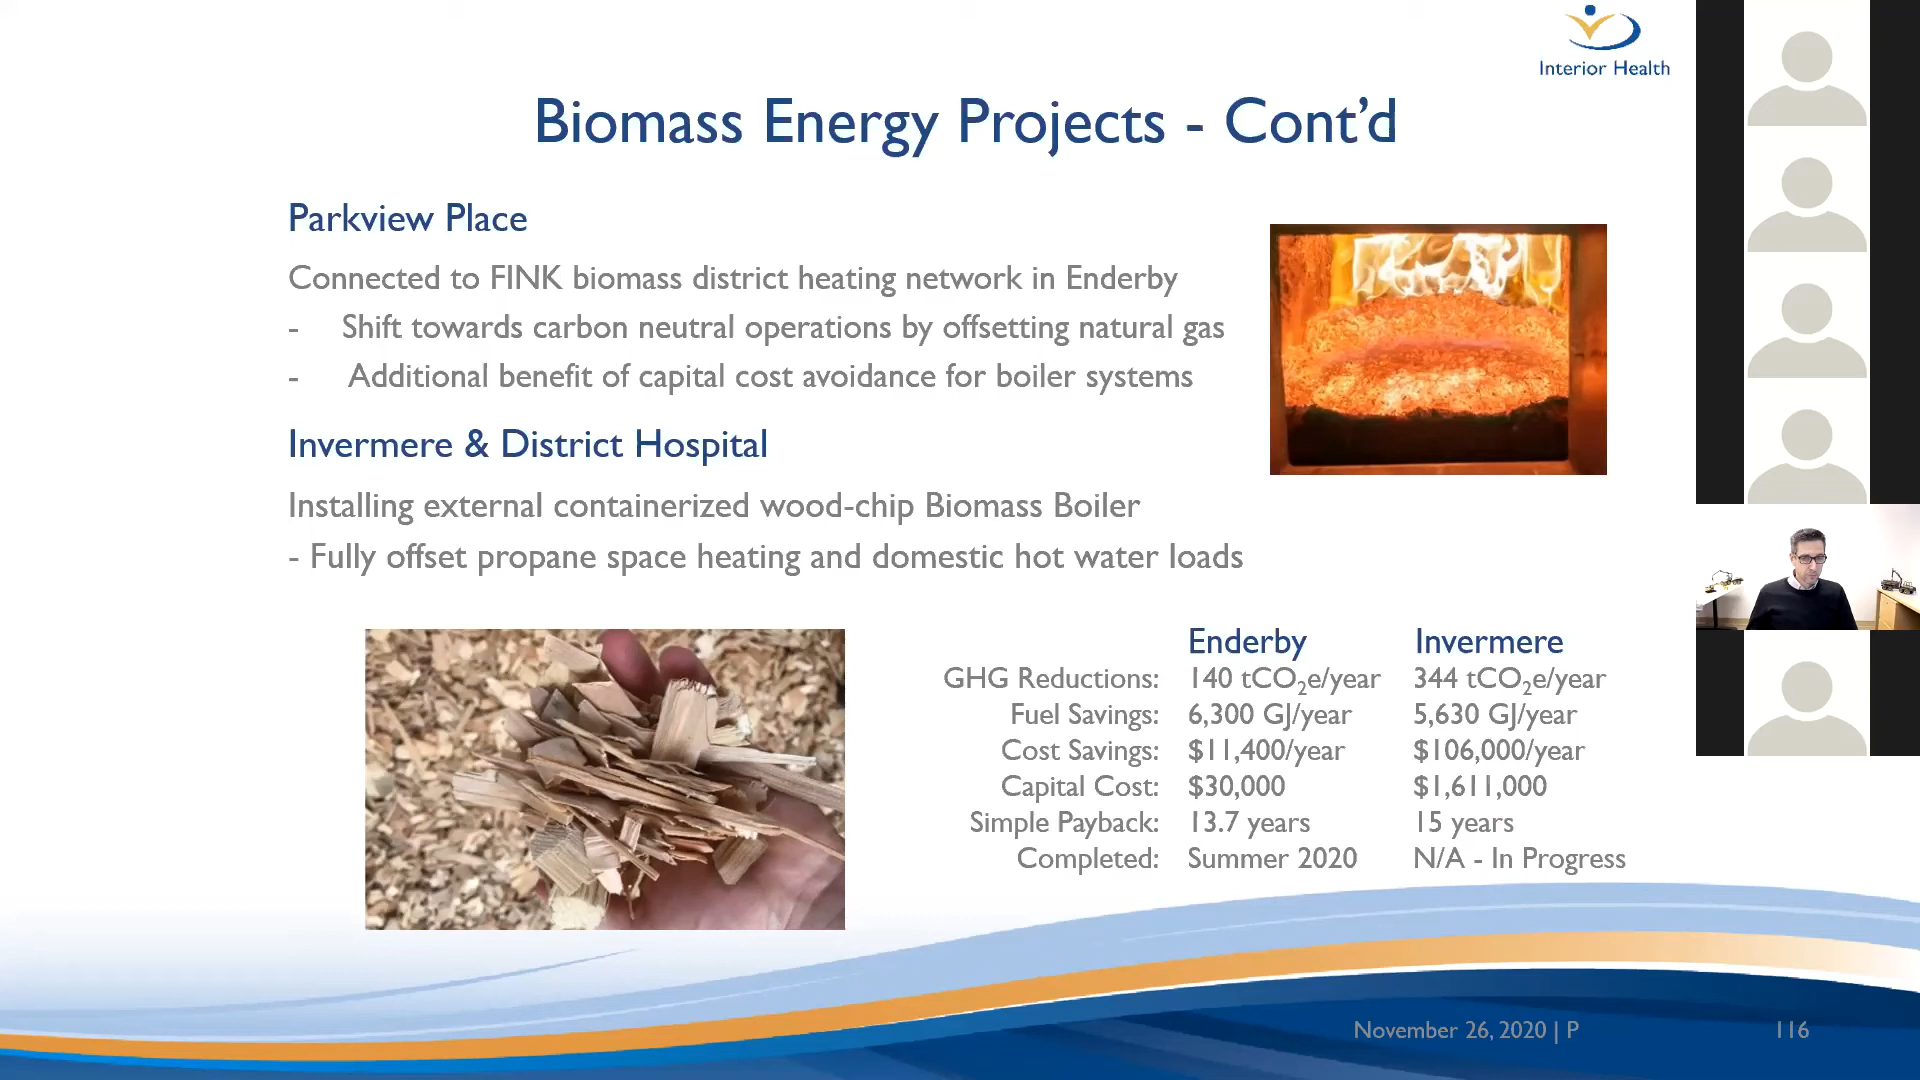 Interior Health
Biomass Energy Projects - Cont’d
Parkview Place
Connected to FINK biomass district heating network in Enderby
- Shift towards carbon neutral operations by offsetting natural gas
- Additional benefit of capital cost avoidance for boiler systems
Invermere & District Hospital
Installing external containerized wood-chip Biomass Boiler
- Fully offset propane space heating and domestic hot water loads
Enderby Invermere
GHG Reductions: 140 tCO₂e/year 344 tCO₂e/year
Fuel Savings: 6,300 GJ/year 5,630 GJ/year
Cost Savings: $11,400/year $106,000/year
Capital Cost: $30,000 $1,611,000
Simple Payback: 13.7 years 15 years
Completed: Summer 2020 N/A - In Progress
November 26, 2020 | P 116